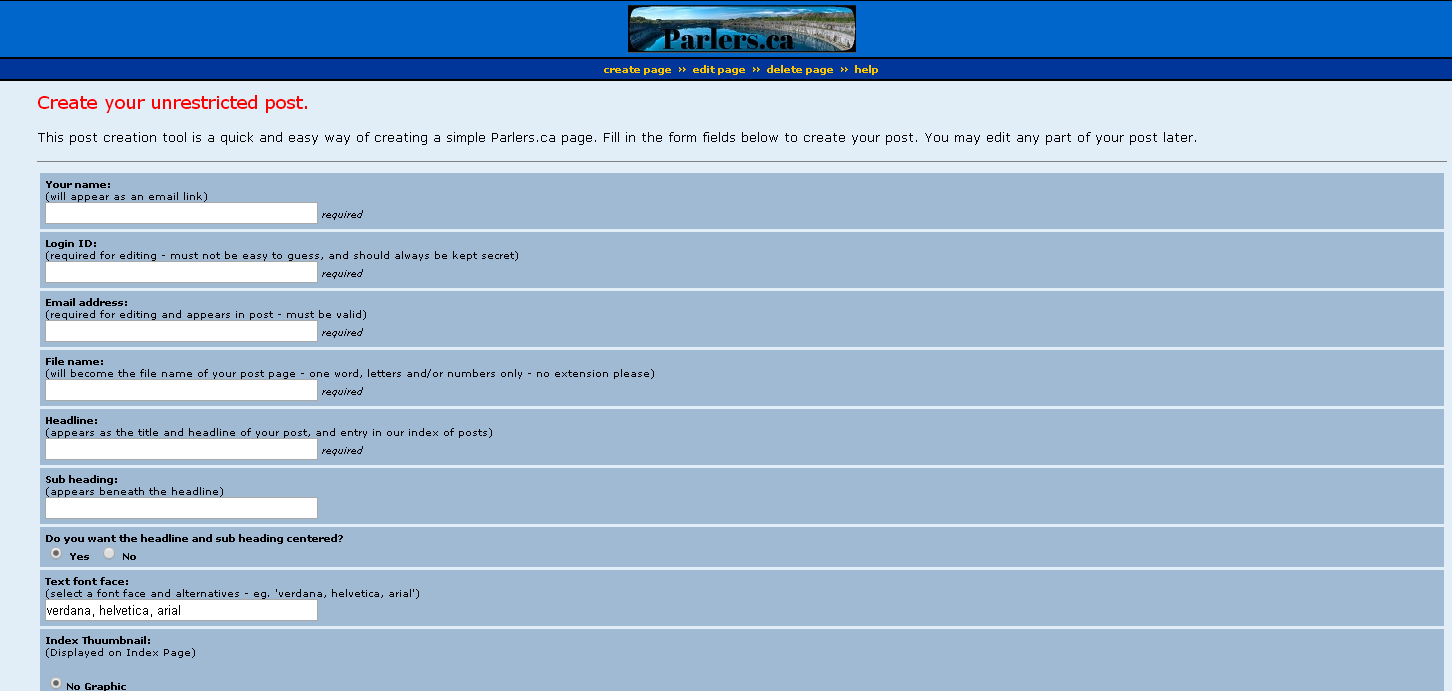 Parlers.ca
create page ›› edit page ›› delete page ›› help
Create your unrestricted post.
This post creation tool is a quick and easy way of creating a simple Parlers.ca page. Fill in the form fields below to create your post. You may edit any part of your post later.
Your name:
(will appear as an email link)
required
Login ID:
(required for editing - must not be easy to guess, and should always be kept secret)
required
Email address:
(required for editing and appears in post - must be valid)
required
File name:
(will become the file name of your post page - one word, letters and/or numbers only - no extension please)
required
Headline:
(appears as the title and headline of your post, and entry in our index of posts)
required
Sub heading:
(appears beneath the headline)
Do you want the headline and sub heading centered?
Yes No
Text font face:
(select a font face and alternatives - eg. 'verdana, helvetica, arial')
verdana, helvetica, arial
Index Thuumbnail:
(Displayed on Index Page)
No Graphic